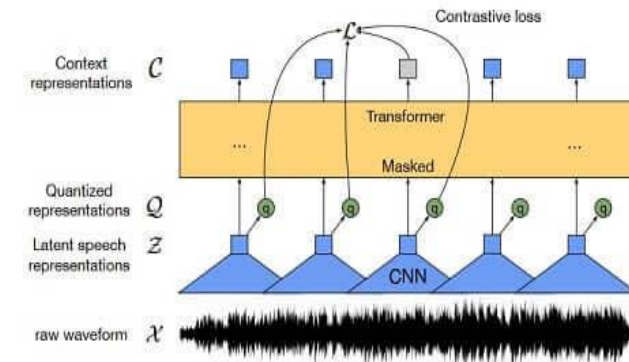 Contrastive loss
ℒ
Context
representations 𝒞
Transformer
... ...
Masked
Quantized
representations 𝒬
q q q q q
Latent speech
representations 𝒵
CNN
raw waveform 𝒳